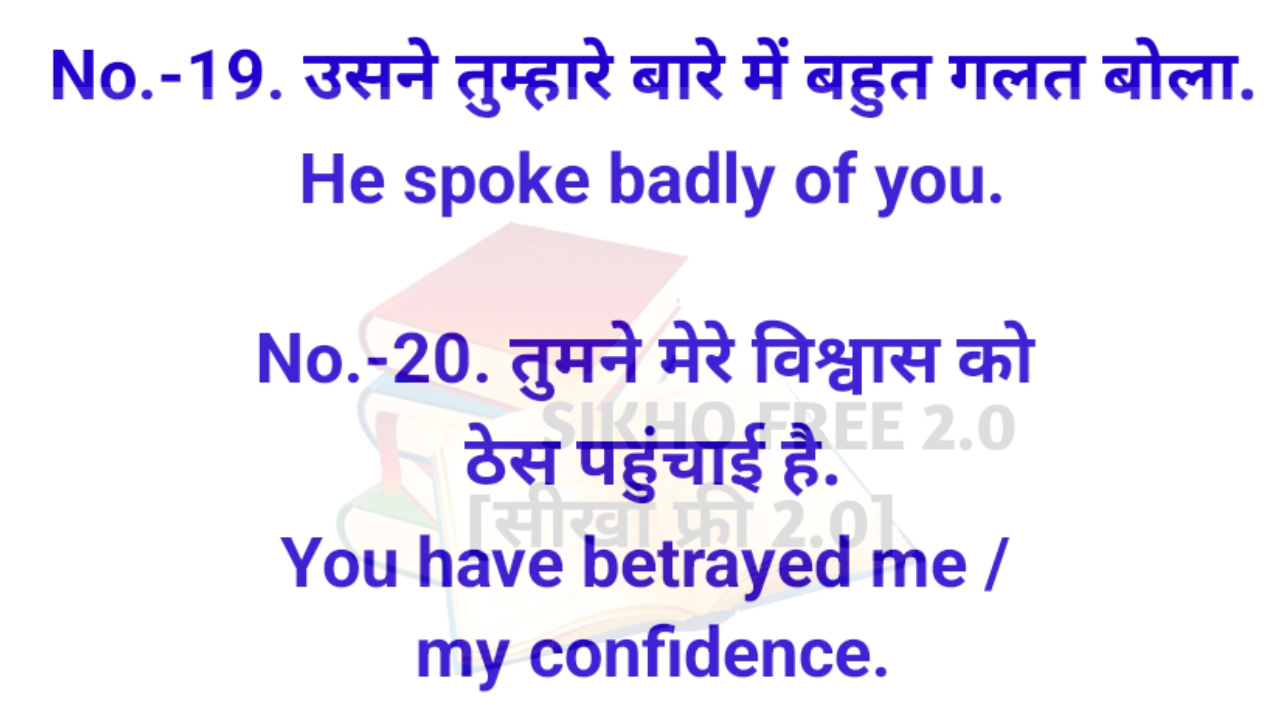 No.-19. उसने तुम्हारे बारे में बहुत गलत बोला.
He spoke badly of you.
No.-20. तुमने मेरे विश्वास को
SIKHO FREE 2.0
ठेस पहुंचाई है.
[सीखो फ्री 2.0]
You have betrayed me /
my confidence.